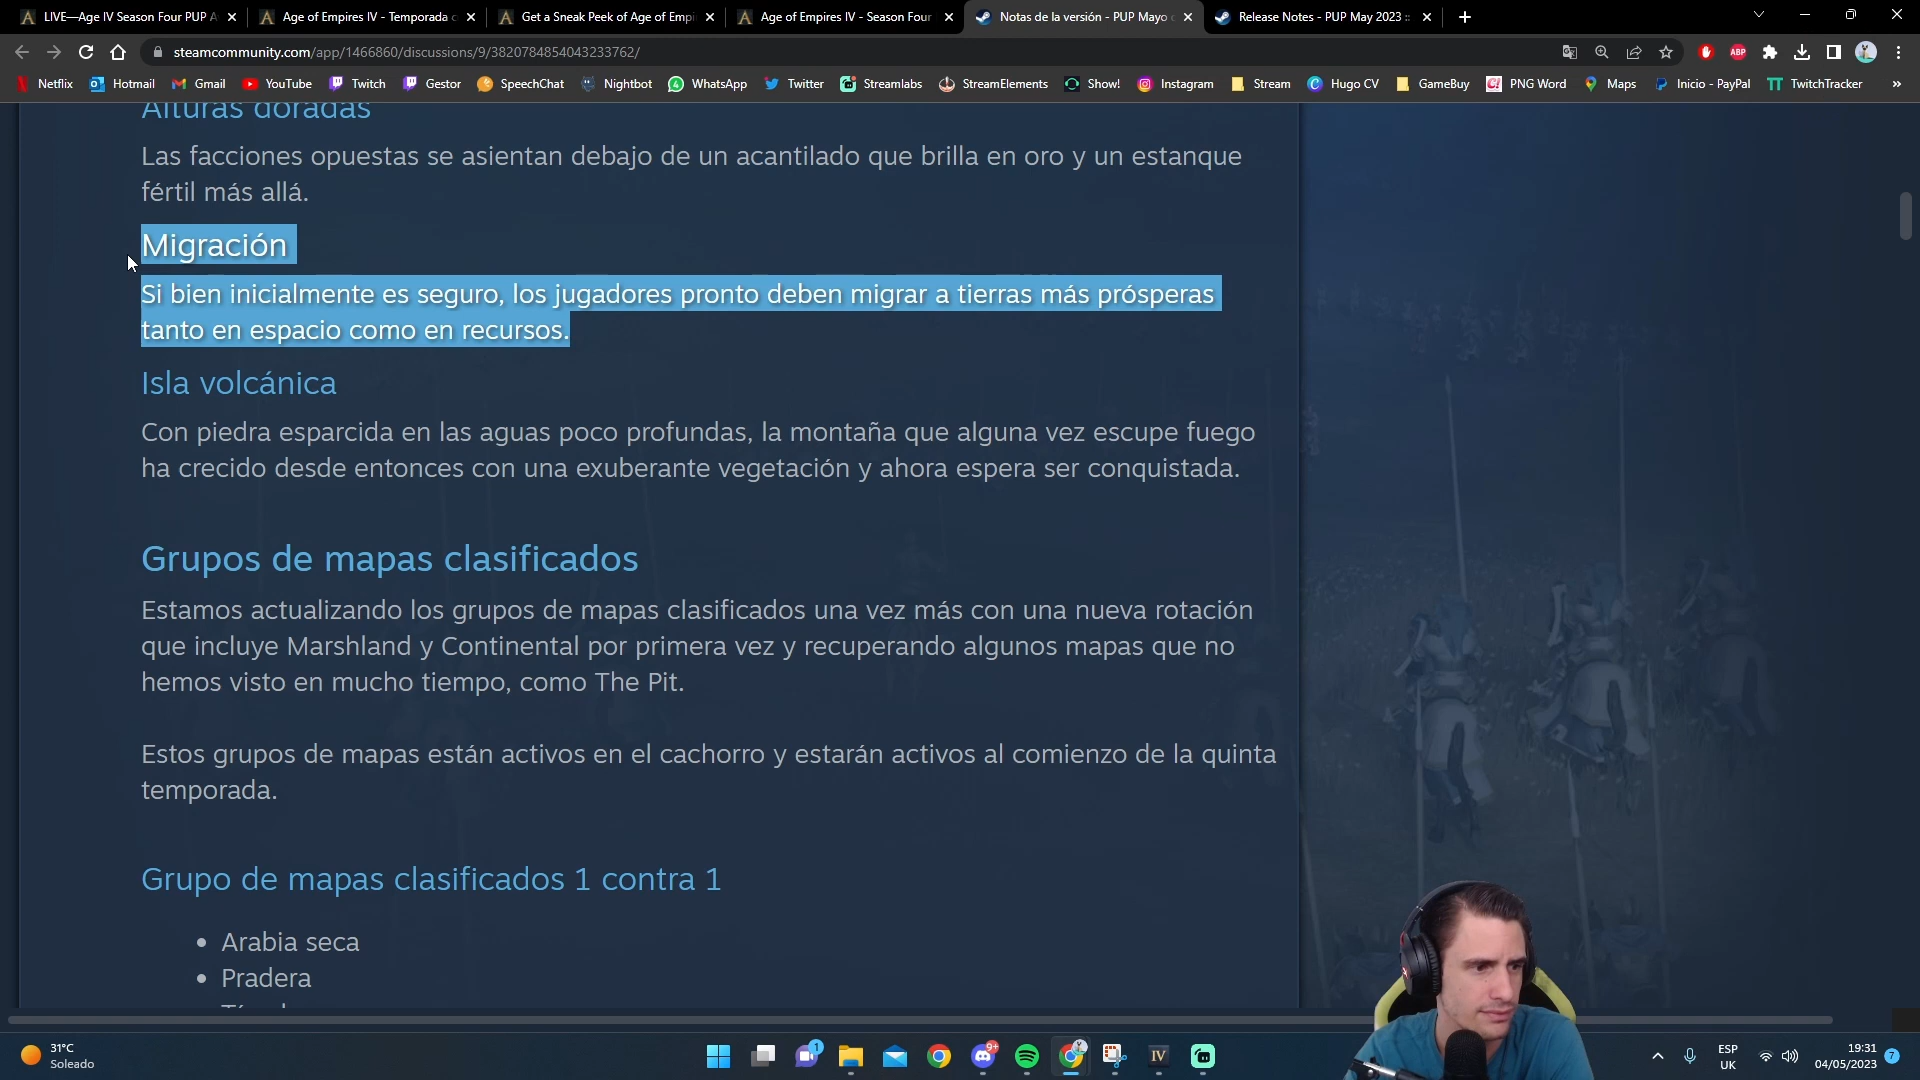 LIVE—Age IV Season Four PUP A
Age of Empires IV - Temporada c
Get a Sneak Peek of Age of Empi
Age of Empires IV - Season Four
Notas de la versión - PUP Mayo
Release Notes - PUP May 2023 ::
steamcommunity.com/app/1466860/discussions/9/3820784854043233762/
ABP
Netflix Hotmail Gmail YouTube Twitch Gestor SpeechChat Nightbot WhatsApp Twitter Streamlabs StreamElements Show! Instagram Stream Hugo CV GameBuy PNG Word Maps Inicio - PayPal TwitchTracker »
Alturas doradas
Las facciones opuestas se asientan debajo de un acantilado que brilla en oro y un estanque
fértil más allá.
Migración
Si bien inicialmente es seguro, los jugadores pronto deben migrar a tierras más prósperas
tanto en espacio como en recursos.
Isla volcánica
Con piedra esparcida en las aguas poco profundas, la montaña que alguna vez escupe fuego
ha crecido desde entonces con una exuberante vegetación y ahora espera ser conquistada.
Grupos de mapas clasificados
Estamos actualizando los grupos de mapas clasificados una vez más con una nueva rotación
que incluye Marshland y Continental por primera vez y recuperando algunos mapas que no
hemos visto en mucho tiempo, como The Pit.
Estos grupos de mapas están activos en el cachorro y estarán activos al comienzo de la quinta
temporada.
Grupo de mapas clasificados 1 contra 1
• Arabia seca
• Pradera
31°C
Soleado
1
9+
IV
ESP
UK
19:31
04/05/2023
7